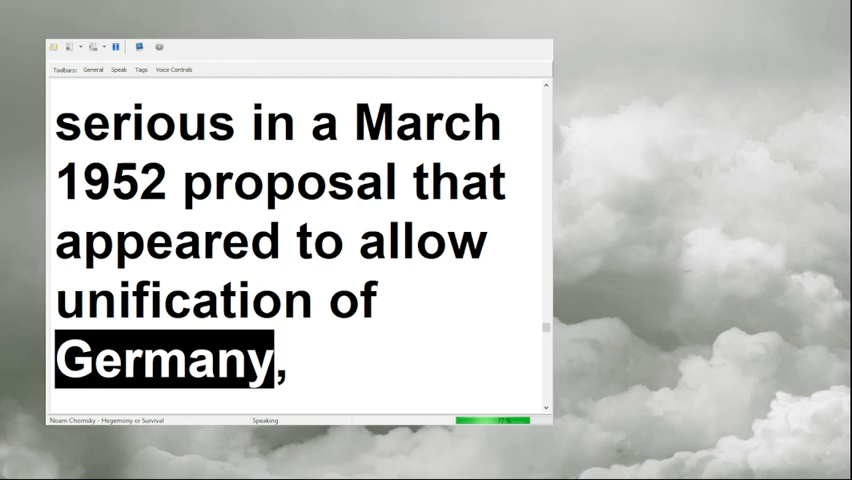 Toolbars: General Speak Tags Voice Controls
serious in a March
1952 proposal that
appeared to allow
unification of
Germany,
Noam Chomsky - Hegemony or Survival Speaking 77 %